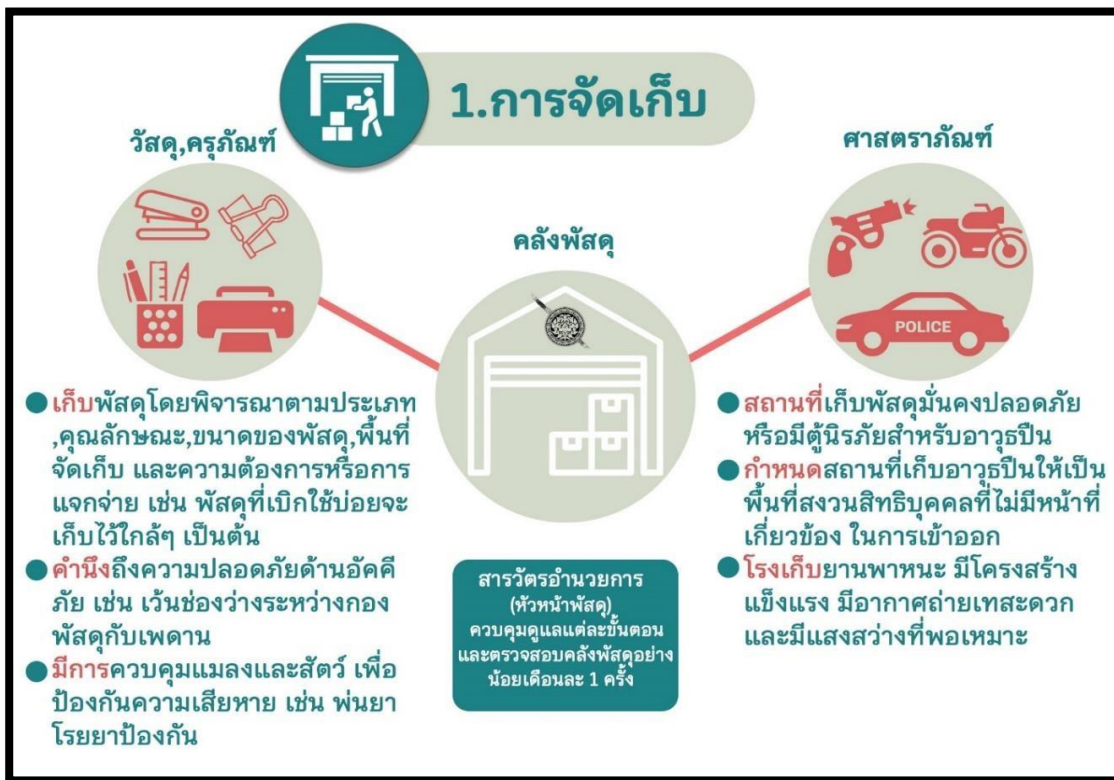 1.การจัดเก็บ
วัสดุ,ครุภัณฑ์
เก็บพัสดุโดยพิจารณาตามประเภท
,คุณลักษณะ,ขนาดของพัสดุ,พื้นที่
จัดเก็บ และความต้องการหรือการ
แจกจ่าย เช่น พัสดุที่เบิกใช้บ่อยจะ
เก็บไว้ใกล้ๆ เป็นต้น
คำนึงถึงความปลอดภัยด้านอัคคี
ภัย เช่น เว้นช่องว่างระหว่างกอง
พัสดุกับเพดาน
มีการควบคุมแมลงและสัตว์ เพื่อ
ป้องกันความเสียหาย เช่น พ่นยา
โรยยาป้องกัน
คลังพัสดุ
สารวัตรอำนวยการ
(หัวหน้าพัสดุ)
ควบคุมดูแลแต่ละขั้นตอน
และตรวจสอบคลังพัสดุอย่าง
น้อยเดือนละ 1 ครั้ง
ศาสตราภัณฑ์
POLICE
สถานที่เก็บพัสดุมั่นคงปลอดภัย
หรือมีตู้นิรภัยสำหรับอาวุธปืน
กำหนดสถานที่เก็บอาวุธปืนให้เป็น
พื้นที่สงวนสิทธิบุคคลที่ไม่มีหน้าที่
เกี่ยวข้อง ในการเข้าออก
โรงเก็บยานพาหนะ มีโครงสร้าง
แข็งแรง มีอากาศถ่ายเทสะดวก
และมีแสงสว่างที่พอเหมาะ